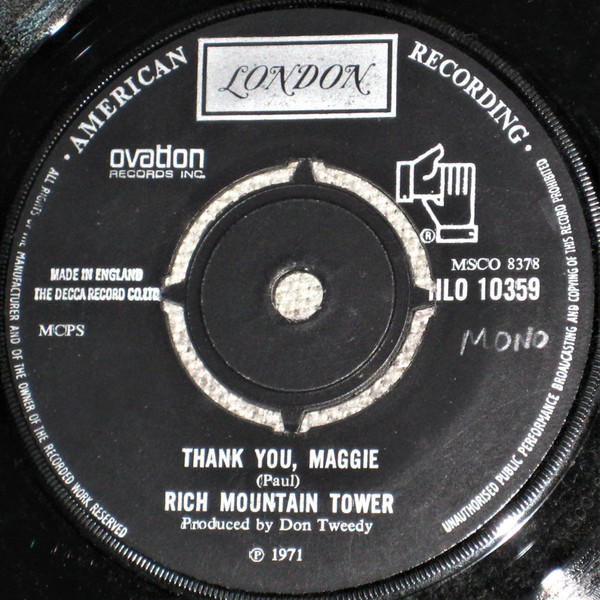 · AMERICAN RECORDING ·
LONDON
ovation
RECORDS INC.
®
MADE IN ENGLAND
THE DECCA RECORD CO.LTD
MCPS
MSCO 8378
HLO 10359
MONO
THANK YOU, MAGGIE
(Paul)
RICH MOUNTAIN TOWER
Produced by Don Tweedy
℗ 1971
ALL RIGHTS OF THE MANUFACTURER AND OF THE OWNER OF THE RECORDED WORK RESERVED
UNAUTHORISED PUBLIC PERFORMANCE BROADCASTING AND COPYING OF THIS RECORD PROHIBITED